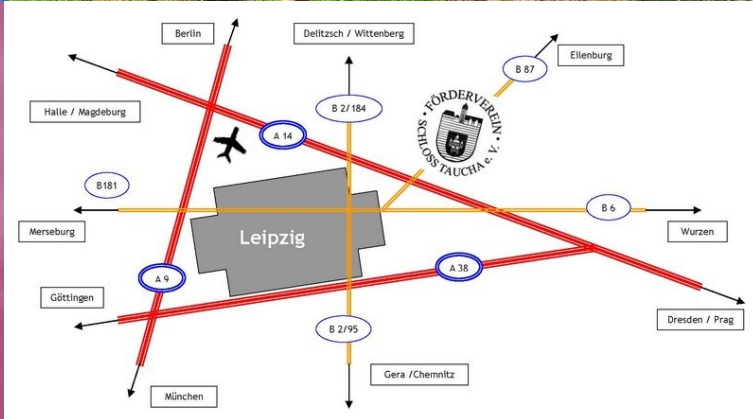 Berlin
Delitzsch / Wittenberg
Eilenburg
B 87
Halle / Magdeburg
B 2/184
• FÖRDERVEREIN •
SCHLOSS TAUCHA e. V.
A 14
B181
B 6
Merseburg
Leipzig
Wurzen
A 9
A 38
Göttingen
B 2/95
Dresden / Prag
Gera /Chemnitz
München